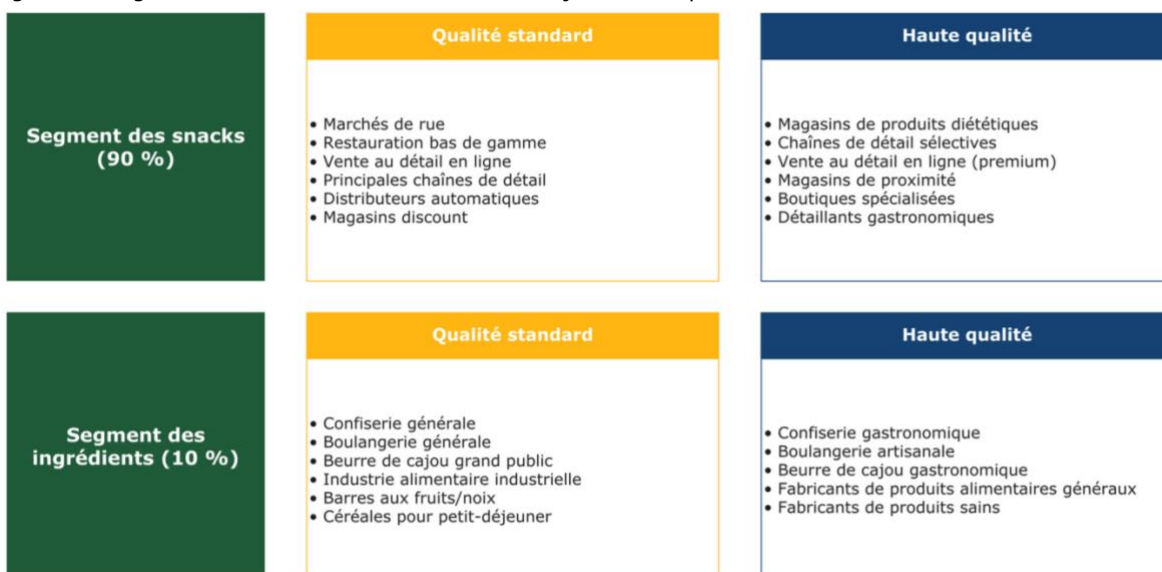 Segment des snacks
(90 %)
Qualité standard
• Marchés de rue
• Restauration bas de gamme
• Vente au détail en ligne
• Principales chaînes de détail
• Distributeurs automatiques
• Magasins discount
Haute qualité
• Magasins de produits diététiques
• Chaînes de détail sélectives
• Vente au détail en ligne (premium)
• Magasins de proximité
• Boutiques spécialisées
• Détaillants gastronomiques
Segment des
ingrédients (10 %)
Qualité standard
• Confiserie générale
• Boulangerie générale
• Beurre de cajou grand public
• Industrie alimentaire industrielle
• Barres aux fruits/noix
• Céréales pour petit-déjeuner
Haute qualité
• Confiserie gastronomique
• Boulangerie artisanale
• Beurre de cajou gastronomique
• Fabricants de produits alimentaires généraux
• Fabricants de produits sains